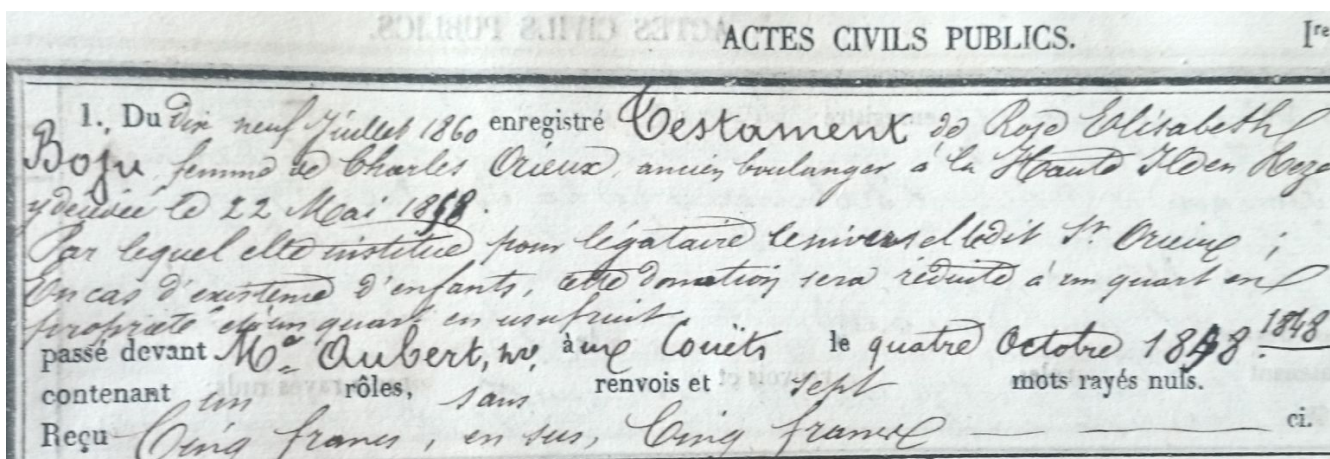 ACTES CIVILS PUBLICS. Ire
1. Du dix neuf Juillet 1860 enregistré Testament de Rose Elisabeth
Boju femme de Charles Orieux, ancien boulanger à la Haute Ile en Rezé
y décédée le 22 Mai
Par lequel elle institue pour légataire universel ledit Sr Orieux ;
En cas d'existence d'enfants, cette donation sera réduite à un quart en
propriété et à un quart en usufruit.
passé devant Me Aubert, nre aux Couëts le quatre Octobre 1848. 1848
contenant un rôles, sans renvois et sept mots rayés nuls.
Reçu Cinq francs, en sus, Cinq francs ci.